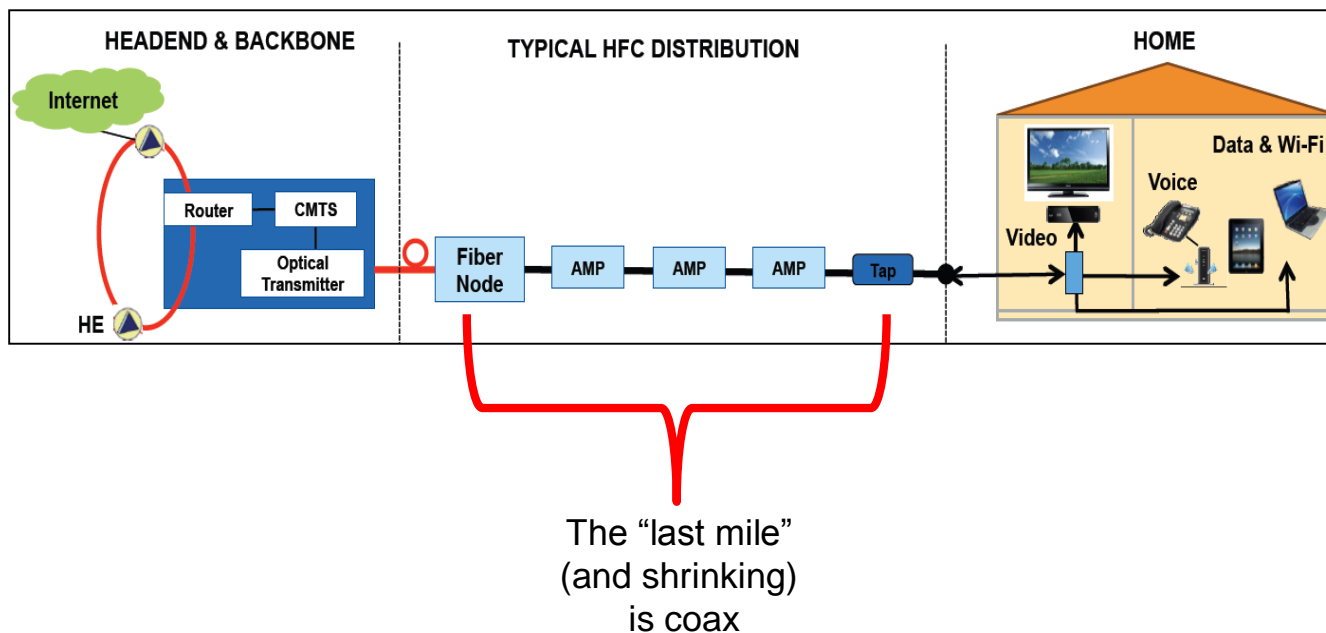 HEADEND & BACKBONE
TYPICAL HFC DISTRIBUTION
HOME
Internet
Data & Wi-Fi
Voice
Router
CMTS
Video
Fiber
Node
AMP
AMP
AMP
Tap
Optical
Transmitter
HE
The “last mile”
(and shrinking)
is coax